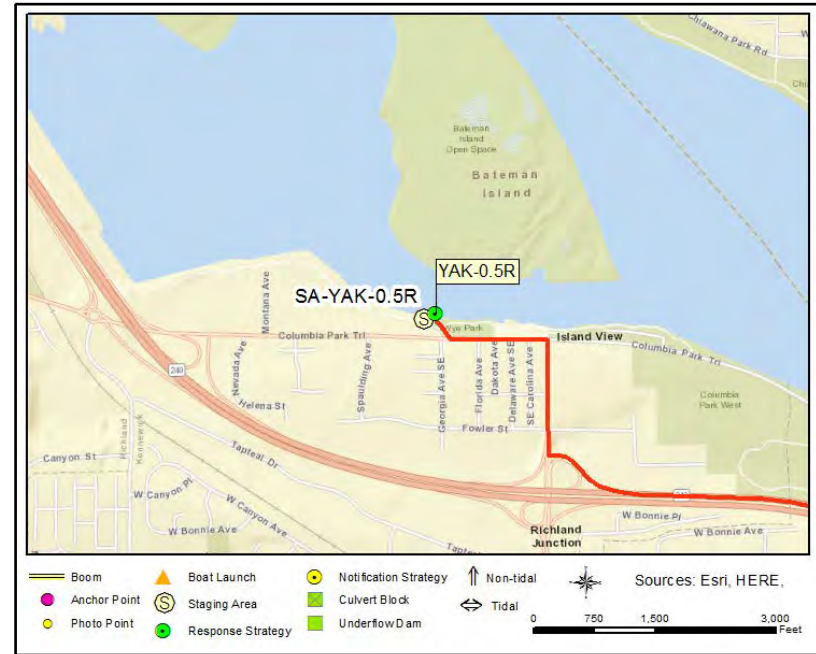 Chiawana Park Rd
W
Chi
Bateman
Island
Open Space
Bateman
Island
YAK-0.5R
SA-YAK-0.5R
S
Wye Park
Montana Ave
Columbia Park Trl
Island View
Columbia Park Trl
Nevada Ave
Spaulding Ave
Georgia Ave SE
Florida Ave
Dakota Ave
Delaware Ave SE
SE Carolina Ave
240
Helena St
Columbia
Park West
Fowler St
Richland
Kennewick
Canyon St
Tapteal Dr
W Canyon Pl
W Canyon Ave
W Bonnie Ave
W Bonnie Pl
Richland
Junction
W Bonnie Ave
Boom
Boat Launch
Notification Strategy
Non-tidal
Sources: Esri, HERE,
Anchor Point
S Staging Area
Culvert Block
Tidal
Photo Point
Response Strategy
Underflow Dam
0 750 1,500 3,000
Feet